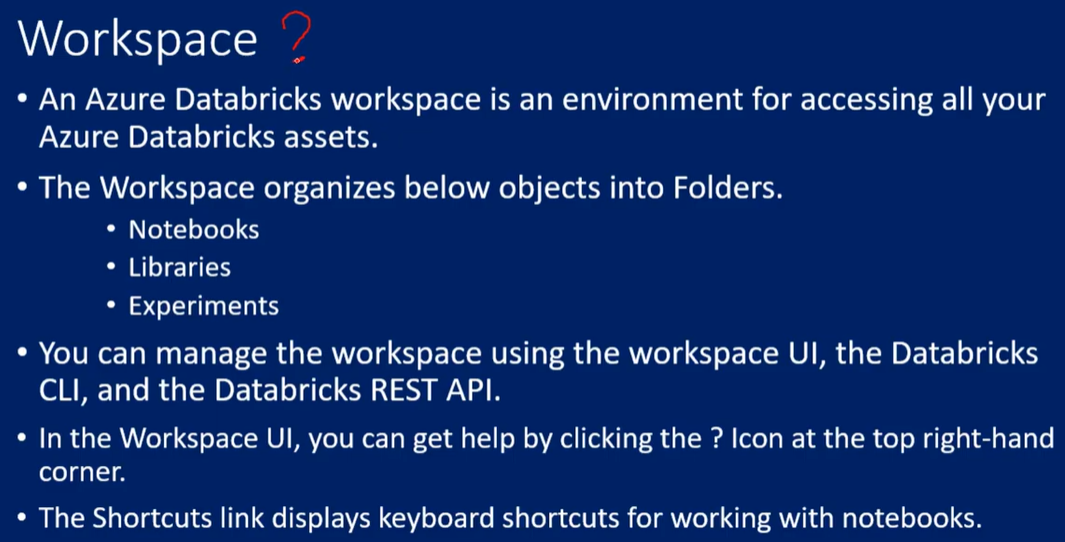 Workspace ?
• An Azure Databricks workspace is an environment for accessing all your
Azure Databricks assets.
• The Workspace organizes below objects into Folders.
• Notebooks
• Libraries
• Experiments
• You can manage the workspace using the workspace UI, the Databricks
CLI, and the Databricks REST API.
• In the Workspace UI, you can get help by clicking the ? Icon at the top right-hand
corner.
• The Shortcuts link displays keyboard shortcuts for working with notebooks.